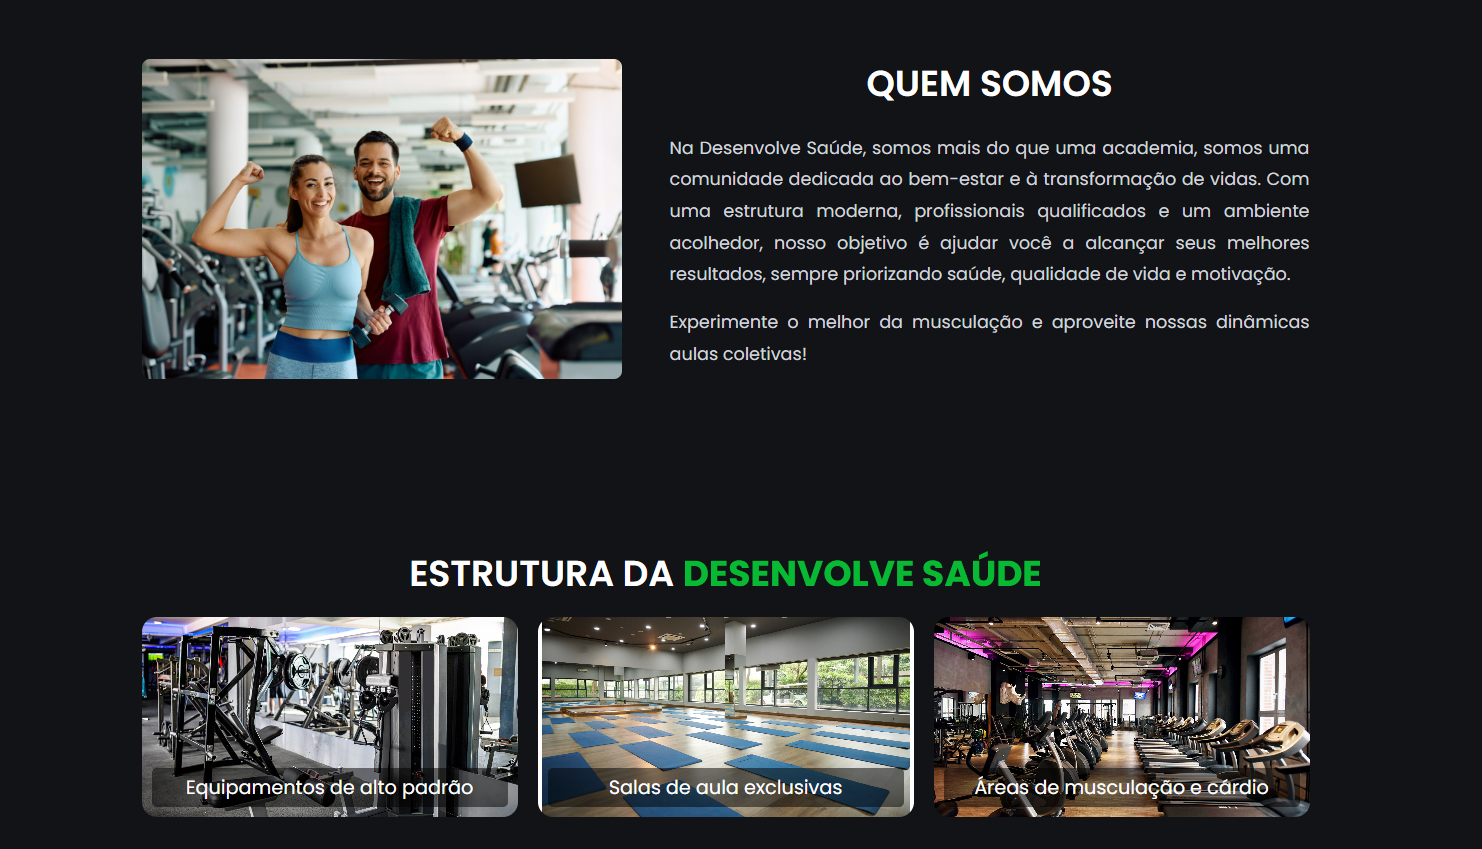 QUEM SOMOS
Na Desenvolve Saúde, somos mais do que uma academia, somos uma
comunidade dedicada ao bem-estar e à transformação de vidas. Com
uma estrutura moderna, profissionais qualificados e um ambiente
acolhedor, nosso objetivo é ajudar você a alcançar seus melhores
resultados, sempre priorizando saúde, qualidade de vida e motivação.
Experimente o melhor da musculação e aproveite nossas dinâmicas
aulas coletivas!
ESTRUTURA DA DESENVOLVE SAÚDE
Equipamentos de alto padrão
Salas de aula exclusivas
Áreas de musculação e cárdio